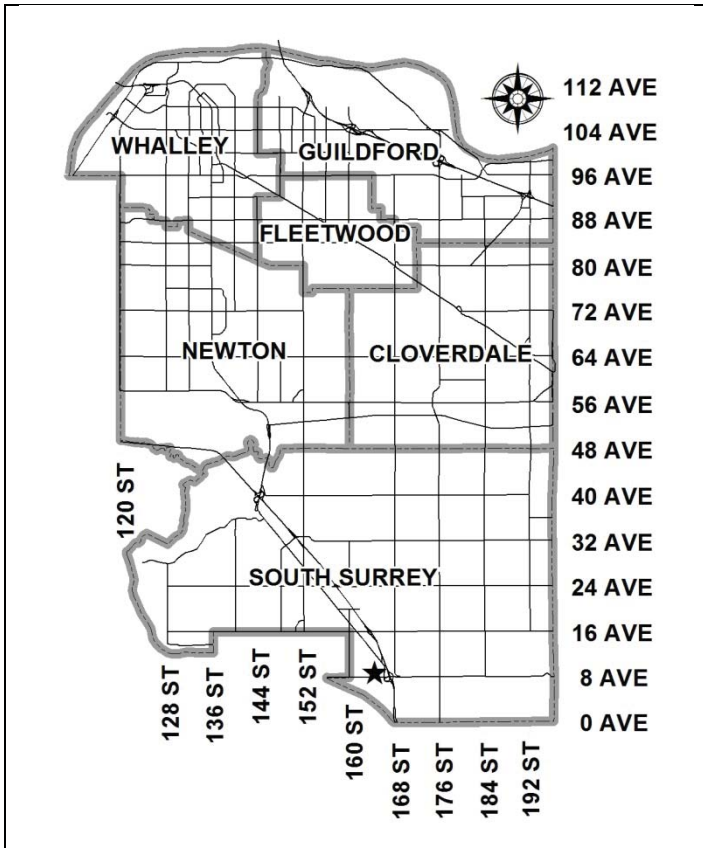 112 AVE
104 AVE
WHALLEY
GUILDFORD
96 AVE
88 AVE
FLEETWOOD
80 AVE
72 AVE
NEWTON
CLOVERDALE
64 AVE
56 AVE
48 AVE
120 ST
40 AVE
32 AVE
SOUTH SURREY
24 AVE
16 AVE
128 ST
136 ST
144 ST
152 ST
8 AVE
160 ST
0 AVE
168 ST
176 ST
184 ST
192 ST